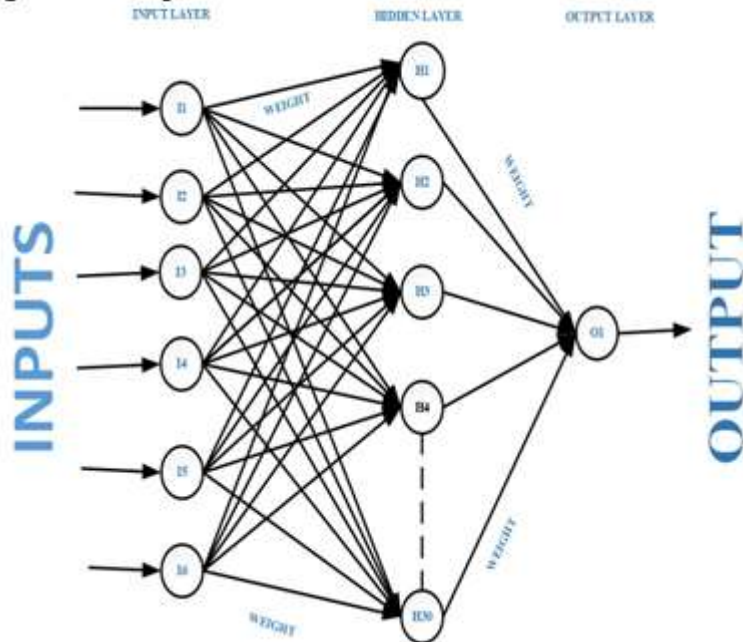 INPUT LAYER
HIDDEN LAYER
OUTPUT LAYER
INPUTS
I1
I2
I3
I4
I5
I6
WEIGHT
WEIGHT
H1
H2
H3
H4
H30
WEIGHT
WEIGHT
O1
OUTPUT